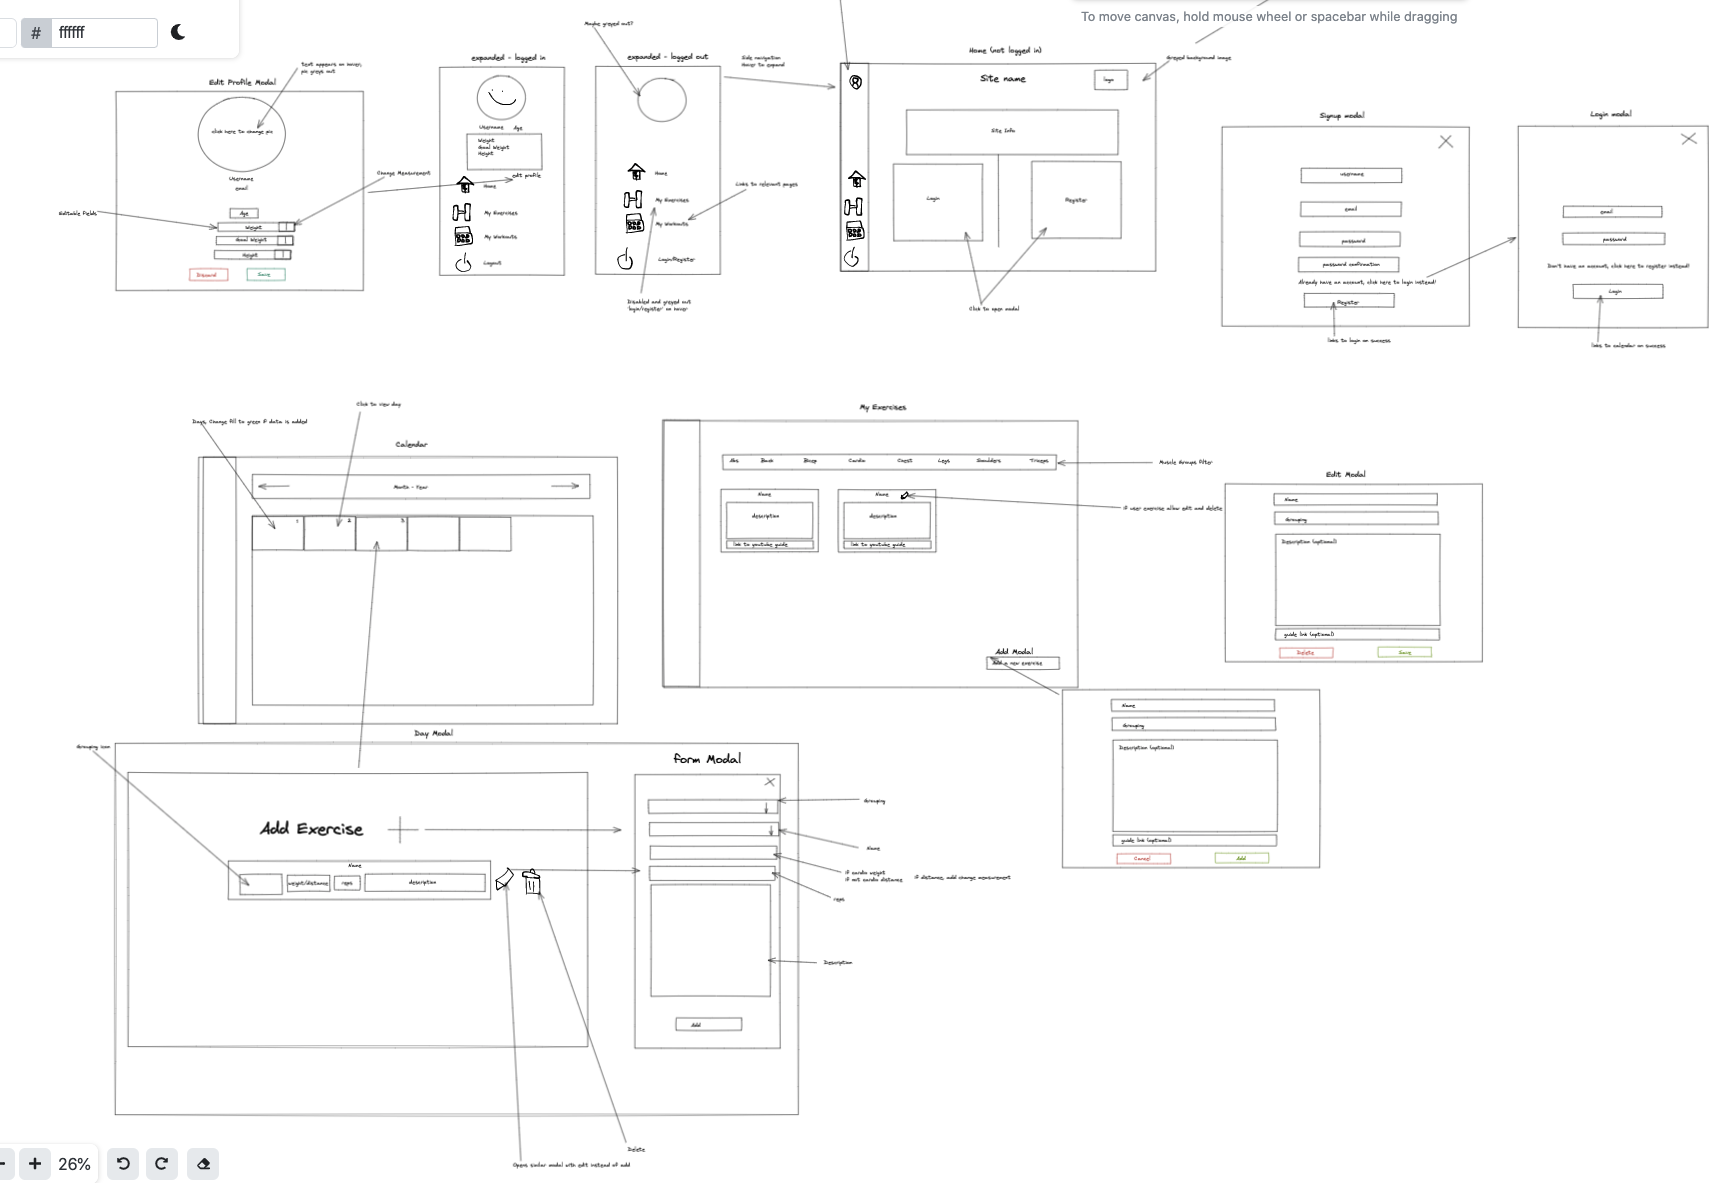 # ffffff
To move canvas, hold mouse wheel or spacebar while dragging
Maybe greyed out?
text appears on hover,
pic greys out
Edit Profile Modal
click here to change pic
Username
email
Change Measurement
Editable fields
Age
Weight
Goal Weight
Height
Discard
Save
expanded - logged in
Username
Age
Weight
Goal Weight
Height
edit profile
Home
My Exercises
My Workouts
Logout
expanded - logged out
Home
My Exercises
My Workouts
Login/Register
Disabled and greyed out
'login/register' on hover
Side navigation
Hover to expand
Links to relevant pages
Home (not logged in)
Site name
logo
Greyed background image
Site Info
Login
Register
Click to open modal
Signup modal
username
email
password
password confirmation
Already have an account, click here to login instead!
Register
links to login on success
Login modal
email
password
Don't have an account, click here to register instead!
Login
links to calendar on success
Click to view day
Days, Change fill to green if data is added
Calendar
Month - Year
1
2
3
My Exercises
Abs
Back
Bicep
Cardio
Chest
Legs
Shoulders
Triceps
Muscle Groups filter
Name
description
link to youtube guide
Name
description
link to youtube guide
if user exercise allow edit and delete
Add Modal
Add a new exercise
Edit Modal
Name
Grouping
Description (optional)
guide link (optional)
Delete
Save
Name
Grouping
Description (optional)
guide link (optional)
Cancel
Add
Day Modal
Grouping icon
Add Exercise
Name
weight/distance
reps
description
form Modal
Grouping
Name
if cardio weight
if not cardio distance
if distance, add change measurement
reps
Description
Add
Delete
Opens similar modal with edit instead of add
26%